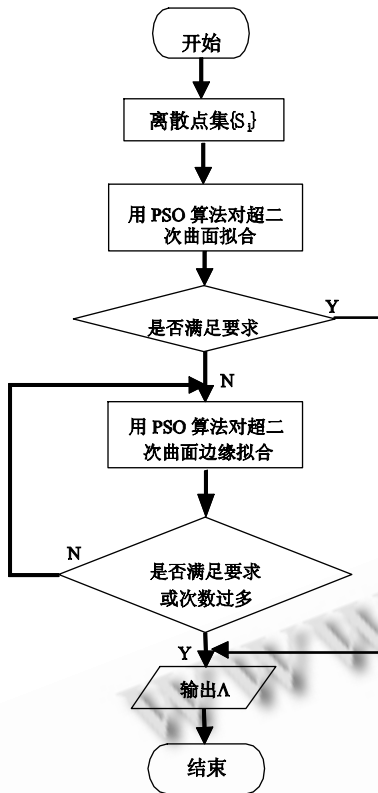 开始
离散点集{Si}
用 PSO 算法对超二
次曲面拟合
Y
是否满足要求
N
用 PSO 算法对超二
次曲面边缘拟合
N
是否满足要求
或次数过多
Y
输出Λ
结束